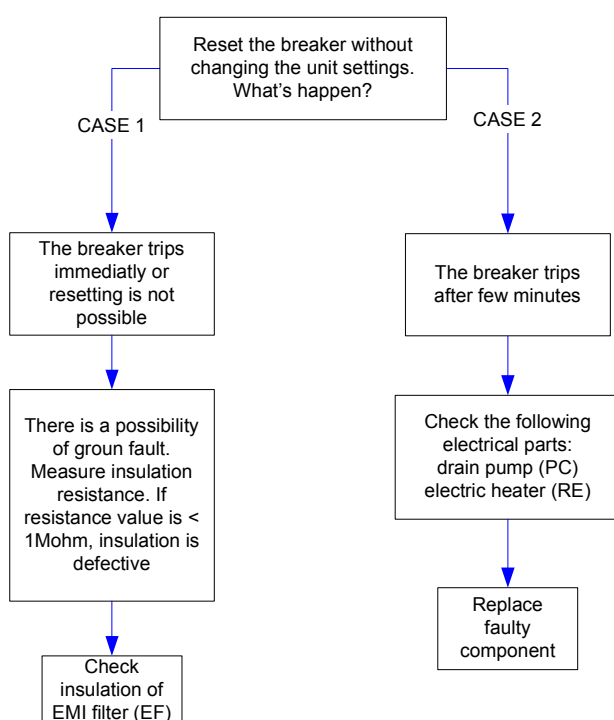 Reset the breaker without
changing the unit settings.
What's happen?
CASE 1
CASE 2
The breaker trips
immediatly or
resetting is not
possible
The breaker trips
after few minutes
There is a possibility
of groun fault.
Measure insulation
resistance. If
resistance value is <
1Mohm, insulation is
defective
Check the following
electrical parts:
drain pump (PC)
electric heater (RE)
Replace
faulty
component
Check
insulation of
EMI filter (EF)